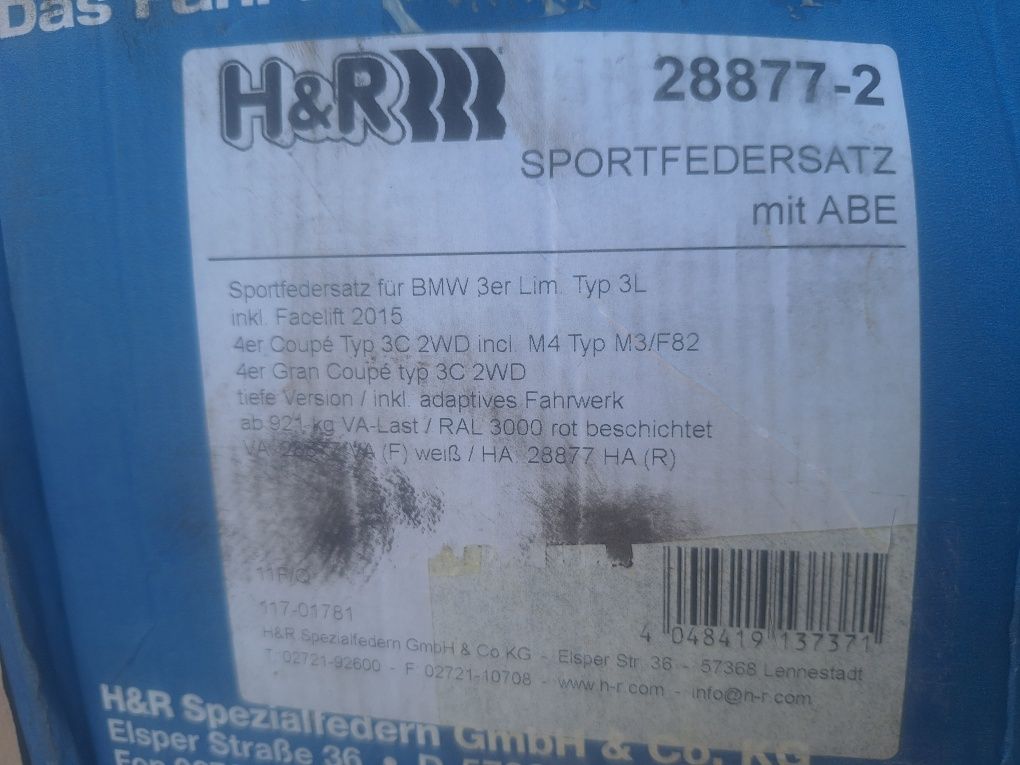 Das Fahr
H&R
28877-2
SPORTFEDERSATZ
mit ABE
Sportfedersatz für BMW 3er Lim. Typ 3L
inkl. Facelift 2015
4er Coupé Typ 3C 2WD incl. M4 Typ M3/F82
4er Gran Coupé typ 3C 2WD
tiefe Version / inkl. adaptives Fahrwerk
ab 921 kg VA-Last / RAL 3000 rot beschichtet
VA 28877 VA (F) weiß / HA 28877 HA (R)
117-01781
4 048419 137371
H&R Spezialfedern GmbH & Co KG - Elsper Str. 36 - 57368 Lennestadt
T: 02721-92600 - F 02721-10708 - www.h-r.com - info@h-r.com
H&R Spezialfedern GmbH & Co. KG
Elsper Straße 36 • D